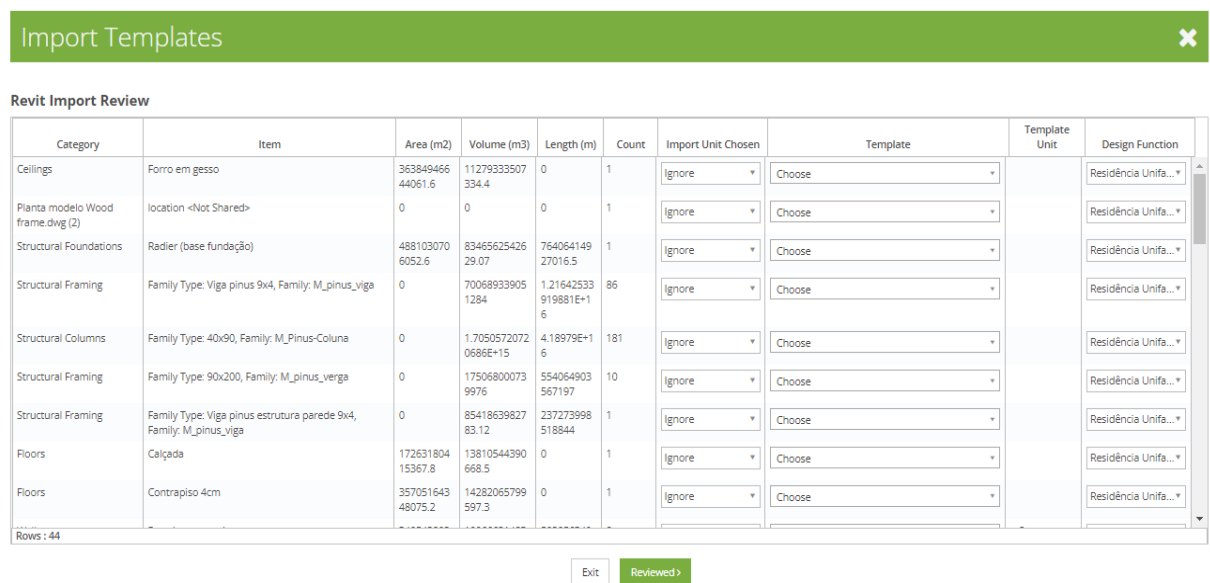 Import Templates
Revit Import Review
Category Item Area (m2) Volume (m3) Length (m) Count Import Unit Chosen Template Template Unit Design Function
Ceilings Forro em gesso 363849466 11279333507 0 1 Ignore Choose Residência Unifa...
44061.6 334.4
Planta modelo Wood location <Not Shared> 0 0 0 1 Ignore Choose Residência Unifa...
frame.dwg (2)
Structural Foundations Radier (base fundação) 488103070 83465625426 764064149 1 Ignore Choose Residência Unifa...
6052.6 29.07 27016.5
Structural Framing Family Type: Viga pinus 9x4, Family: M_pinus_viga 0 70068933905 1.21642533 86 Ignore Choose Residência Unifa...
1284 919881E+1
6
Structural Columns Family Type: 40x90, Family: M_Pinus-Coluna 0 1.7050572072 4.18979E+1 181 Ignore Choose Residência Unifa...
0686E+15 6
Structural Framing Family Type: 90x200, Family: M_pinus_verga 0 17506800073 554064903 10 Ignore Choose Residência Unifa...
9976 567197
Structural Framing Family Type: Viga pinus estrutura parede 9x4, 0 85418639827 237273998 1 Ignore Choose Residência Unifa...
Family: M_pinus_viga 83.12 518844
Floors Calçada 172631804 13810544390 0 1 Ignore Choose Residência Unifa...
15367.8 668.5
Floors Contrapiso 4cm 357051643 14282065799 0 1 Ignore Choose Residência Unifa...
48075.2 597.3
Rows : 44
Exit Reviewed >